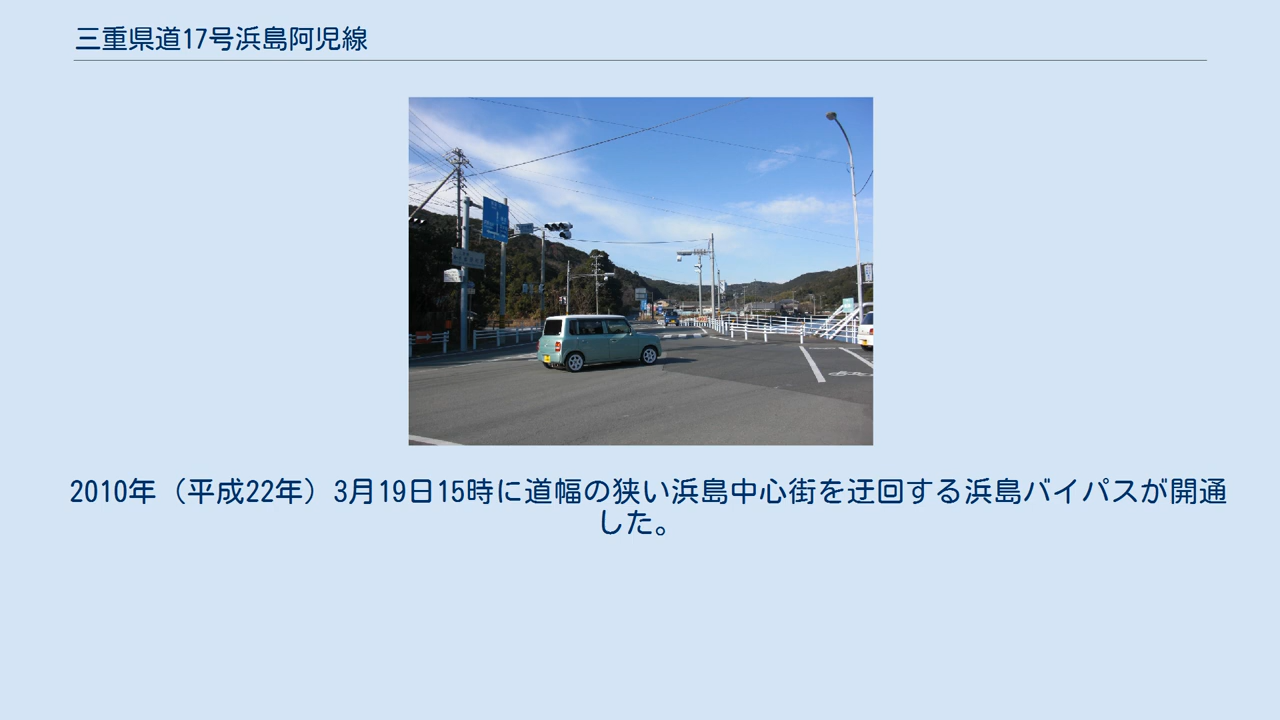 三重県道17号浜島阿児線
2010年（平成22年）3月19日15時に道幅の狭い浜島中心街を迂回する浜島バイパスが開通
した。